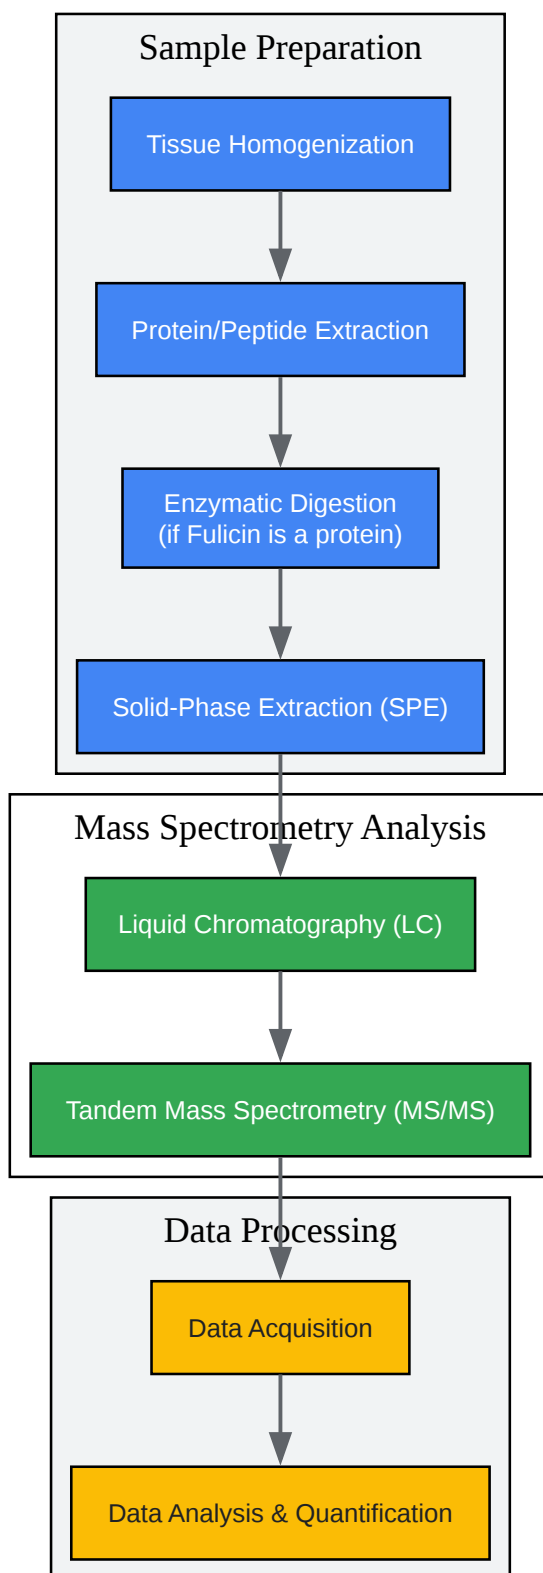 Sample Preparation
Tissue Homogenization
Protein/Peptide Extraction
Enzymatic Digestion
(if Fulicin is a protein)
Solid-Phase Extraction (SPE)
Mass Spectrometry Analysis
Liquid Chromatography (LC)
Tandem Mass Spectrometry (MS/MS)
Data Processing
Data Acquisition
Data Analysis & Quantification